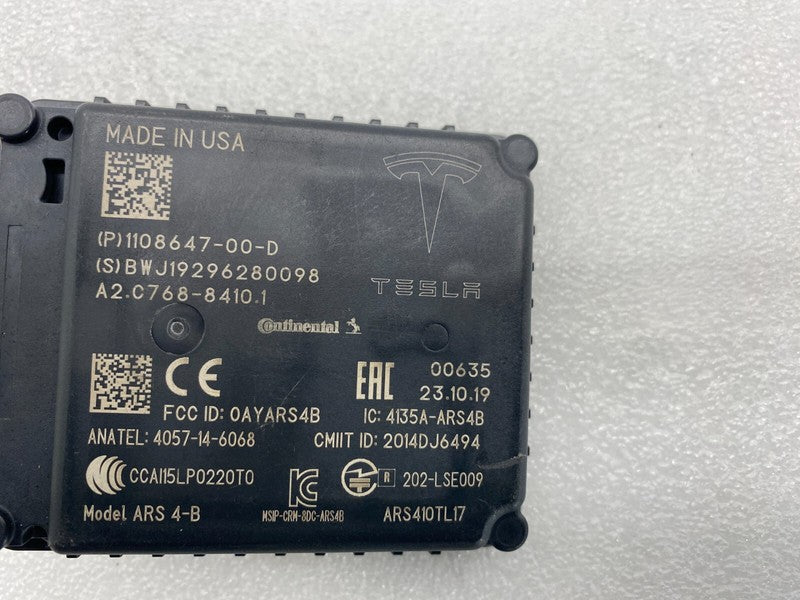 MADE IN USA
(P)1108647-00-D
(S)BWJ19296280098
A2.C768-8410.1
TESLA
Continental
CE
EAC
00635
23.10.19
FCC ID: 0AYARS4B
IC: 4135A-ARS4B
ANATEL: 4057-14-6068
CMIIT ID: 2014DJ6494
CCAI15LP0220T0
KC
R 202-LSE009
Model ARS 4-B
MSIP-CRM-8DC-ARS4B
ARS410TL17